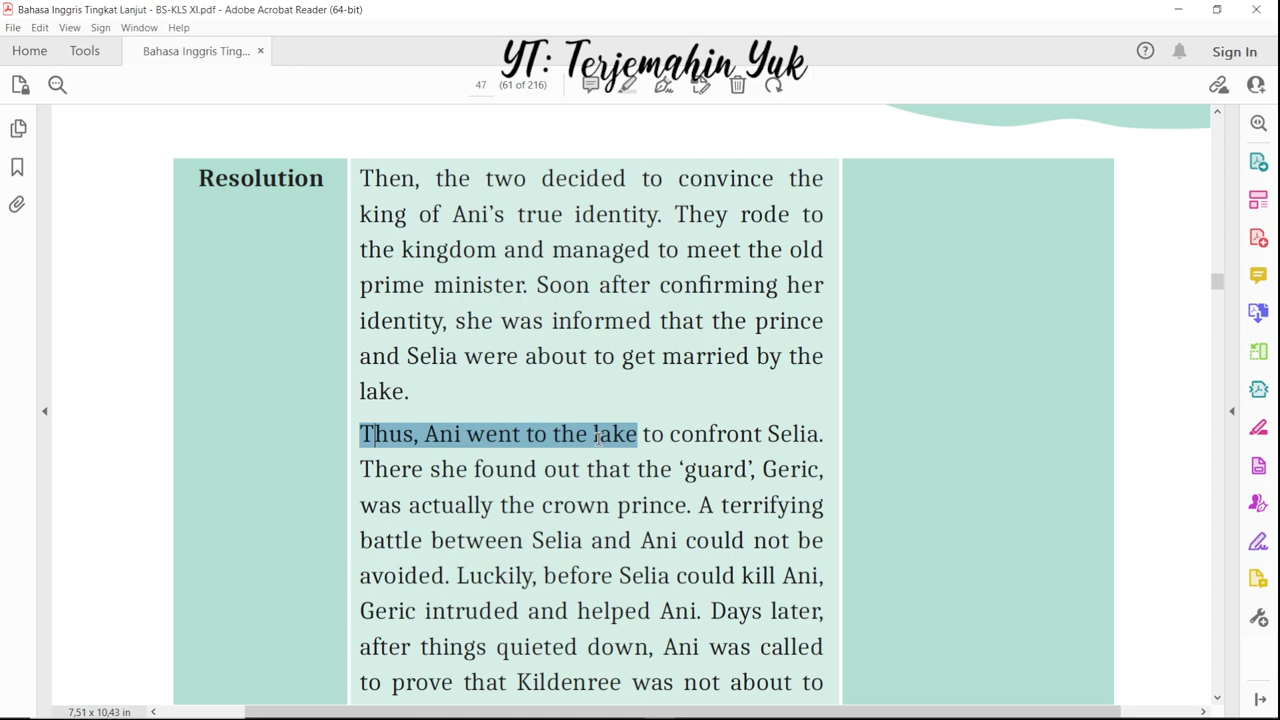 Bahasa Inggris Tingkat Lanjut - BS-KLS XI.pdf - Adobe Acrobat Reader (64-bit)
File Edit View Sign Window Help
Home Tools Bahasa Inggris Ting... × Sign In
YT: Terjemahin Yuk
47 (61 of 216)
Resolution
Then, the two decided to convince the
king of Ani’s true identity. They rode to
the kingdom and managed to meet the old
prime minister. Soon after confirming her
identity, she was informed that the prince
and Selia were about to get married by the
lake.
Thus, Ani went to the lake to confront Selia.
There she found out that the ‘guard’, Geric,
was actually the crown prince. A terrifying
battle between Selia and Ani could not be
avoided. Luckily, before Selia could kill Ani,
Geric intruded and helped Ani. Days later,
after things quieted down, Ani was called
to prove that Kildenree was not about to
7,51 x 10,43 in